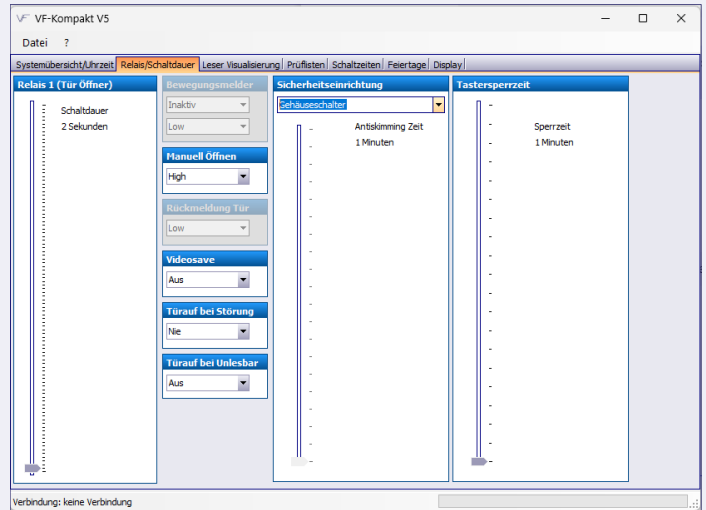 VF-Kompakt V5
Datei ?
Systemübersicht/Uhrzeit Relais/Schaltdauer Leser Visualisierung Prüflisten Schaltzeiten Feiertage Display
Relais 1 (Tür Öffner)
Schaltdauer
2 Sekunden
Bewegungsmelder
Inaktiv
Low
Manuell Öffnen
High
Rückmeldung Tür
Low
Videosave
Aus
Türauf bei Störung
Nie
Türauf bei Unlesbar
Aus
Sicherheitseinrichtung
Gehäuseschalter
Antiskimming Zeit
1 Minuten
Tastersperrzeit
Sperrzeit
1 Minuten
Verbindung: keine Verbindung